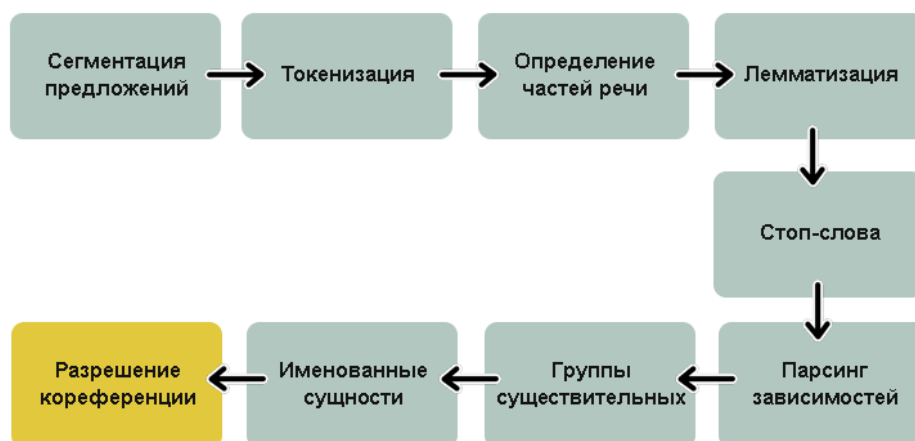 Сегментация
предложений
Токенизация
Определение
частей речи
Лемматизация
Стоп-слова
Парсинг
зависимостей
Группы
существительных
Именованные
сущности
Разрешение
кореференции